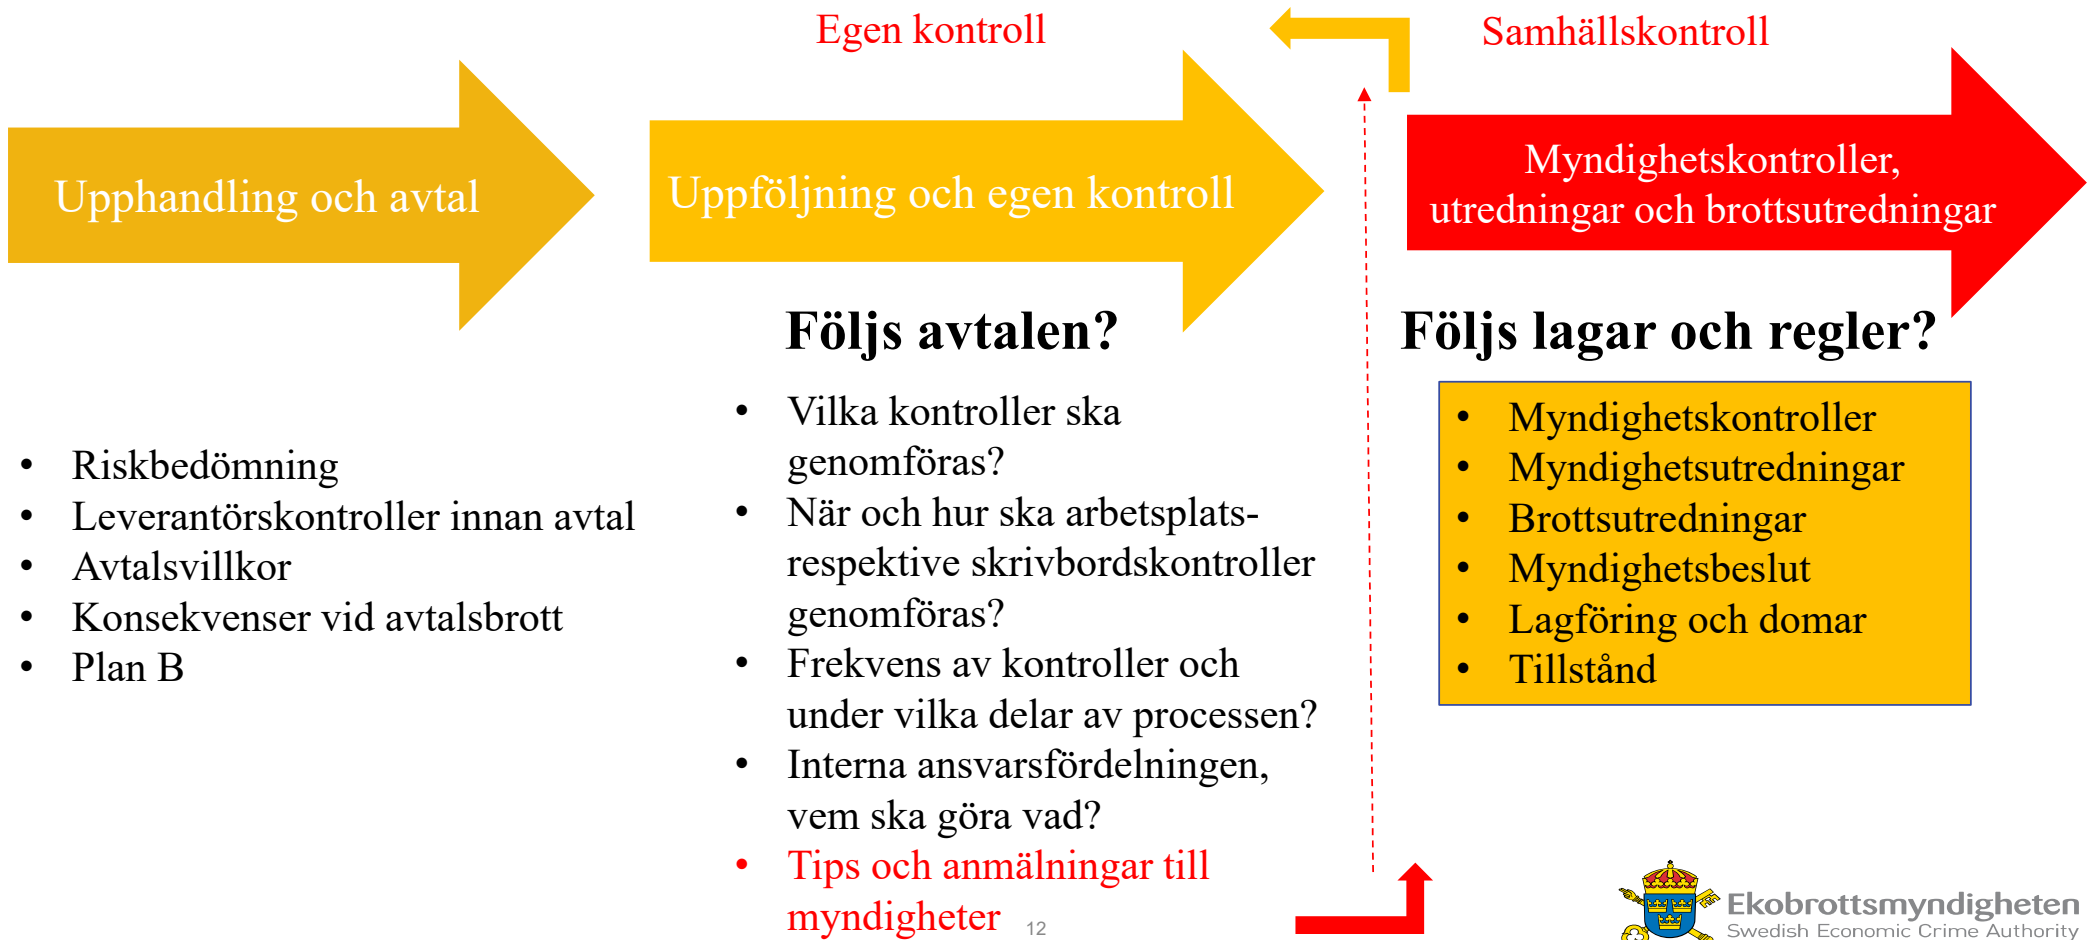 Egen kontroll
Samhällskontroll
Upphandling och avtal
Uppföljning och egen kontroll
Myndighetskontroller,
utredningar och brottsutredningar
• Riskbedömning
• Leverantörskontroller innan avtal
• Avtalsvillkor
• Konsekvenser vid avtalsbrott
• Plan B
Följs avtalen?
• Vilka kontroller ska
genomföras?
• När och hur ska arbetsplats-
respektive skrivbordskontroller
genomföras?
• Frekvens av kontroller och
under vilka delar av processen?
• Interna ansvarsfördelningen,
vem ska göra vad?
• Tips och anmälningar till
myndigheter
Följs lagar och regler?
• Myndighetskontroller
• Myndighetsutredningar
• Brottsutredningar
• Myndighetsbeslut
• Lagföring och domar
• Tillstånd
12
Ekobrottsmyndigheten
Swedish Economic Crime Authority